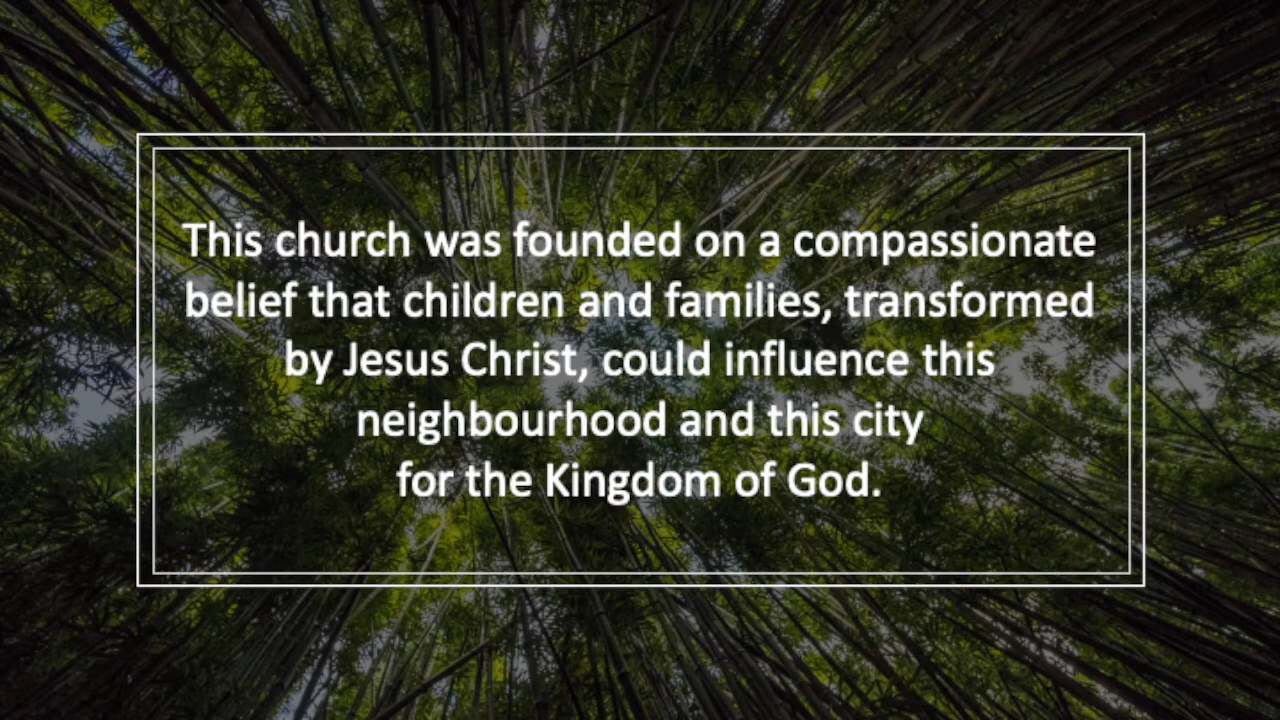 This church was founded on a compassionate
belief that children and families, transformed
by Jesus Christ, could influence this
neighbourhood and this city
for the Kingdom of God.